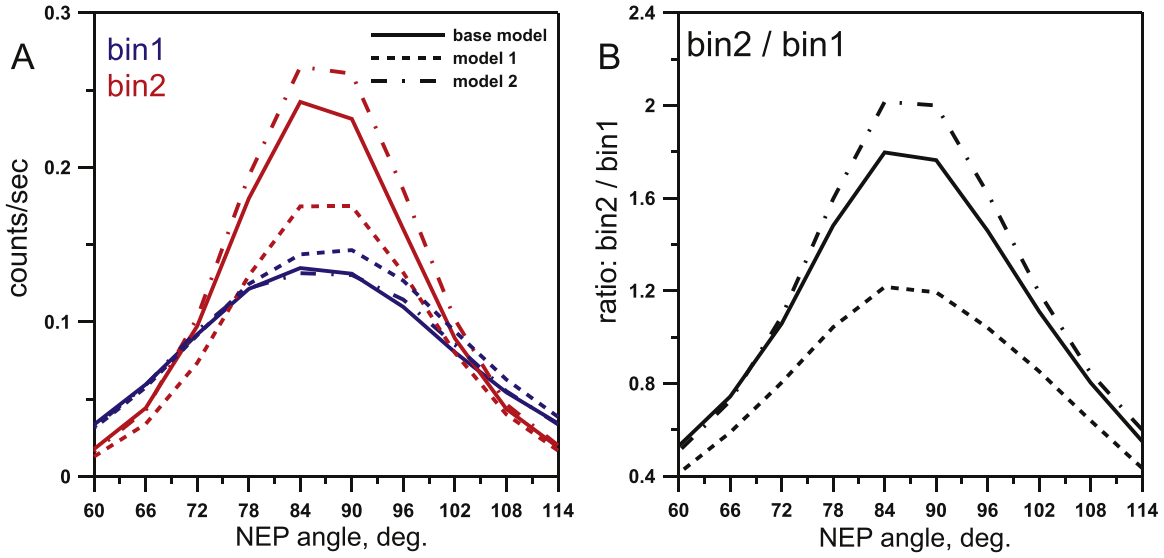 A
bin1
bin2
base model
model 1
model 2
counts/sec
0.3
0.2
0.1
0
60 66 72 78 84 90 96 102 108 114
NEP angle, deg.
B
bin2 / bin1
ratio: bin2 / bin1
2.4
2
1.6
1.2
0.8
0.4
60 66 72 78 84 90 96 102 108 114
NEP angle, deg.